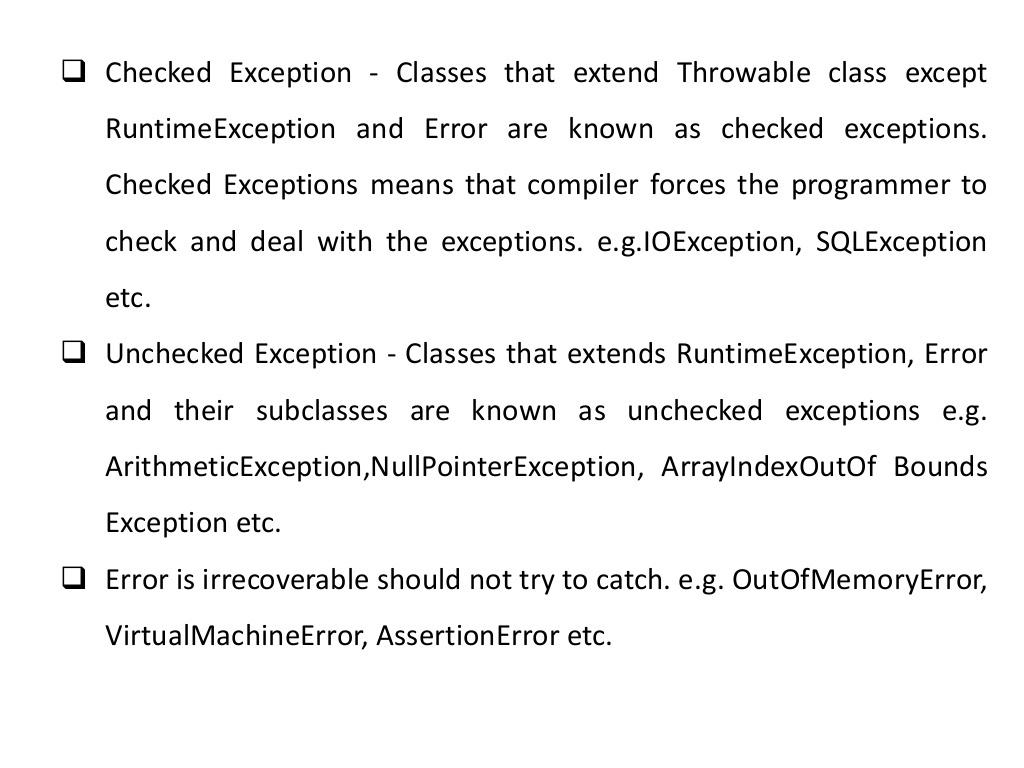 ❑ Checked Exception - Classes that extend Throwable class except
RuntimeException and Error are known as checked exceptions.
Checked Exceptions means that compiler forces the programmer to
check and deal with the exceptions. e.g.IOException, SQLException
etc.
❑ Unchecked Exception - Classes that extends RuntimeException, Error
and their subclasses are known as unchecked exceptions e.g.
ArithmeticException,NullPointerException, ArrayIndexOutOf Bounds
Exception etc.
❑ Error is irrecoverable should not try to catch. e.g. OutOfMemoryError,
VirtualMachineError, AssertionError etc.